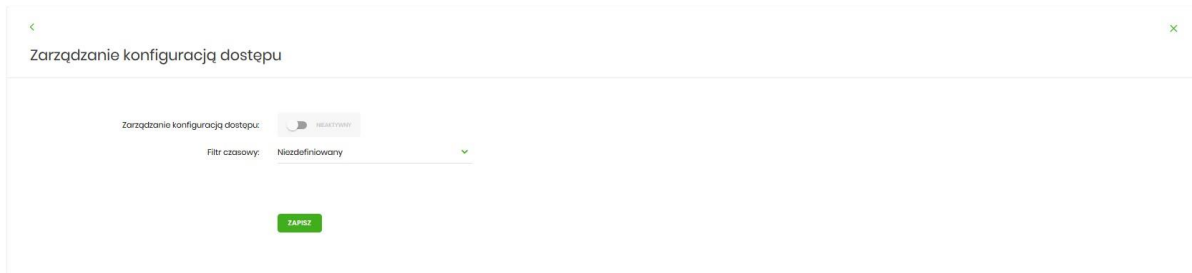 Zarządzanie konfiguracją dostępu
Zarządzanie konfiguracją dostępu: NIEAKTYWNY
Filtr czasowy: Niezdefiniowany
ZAPISZ